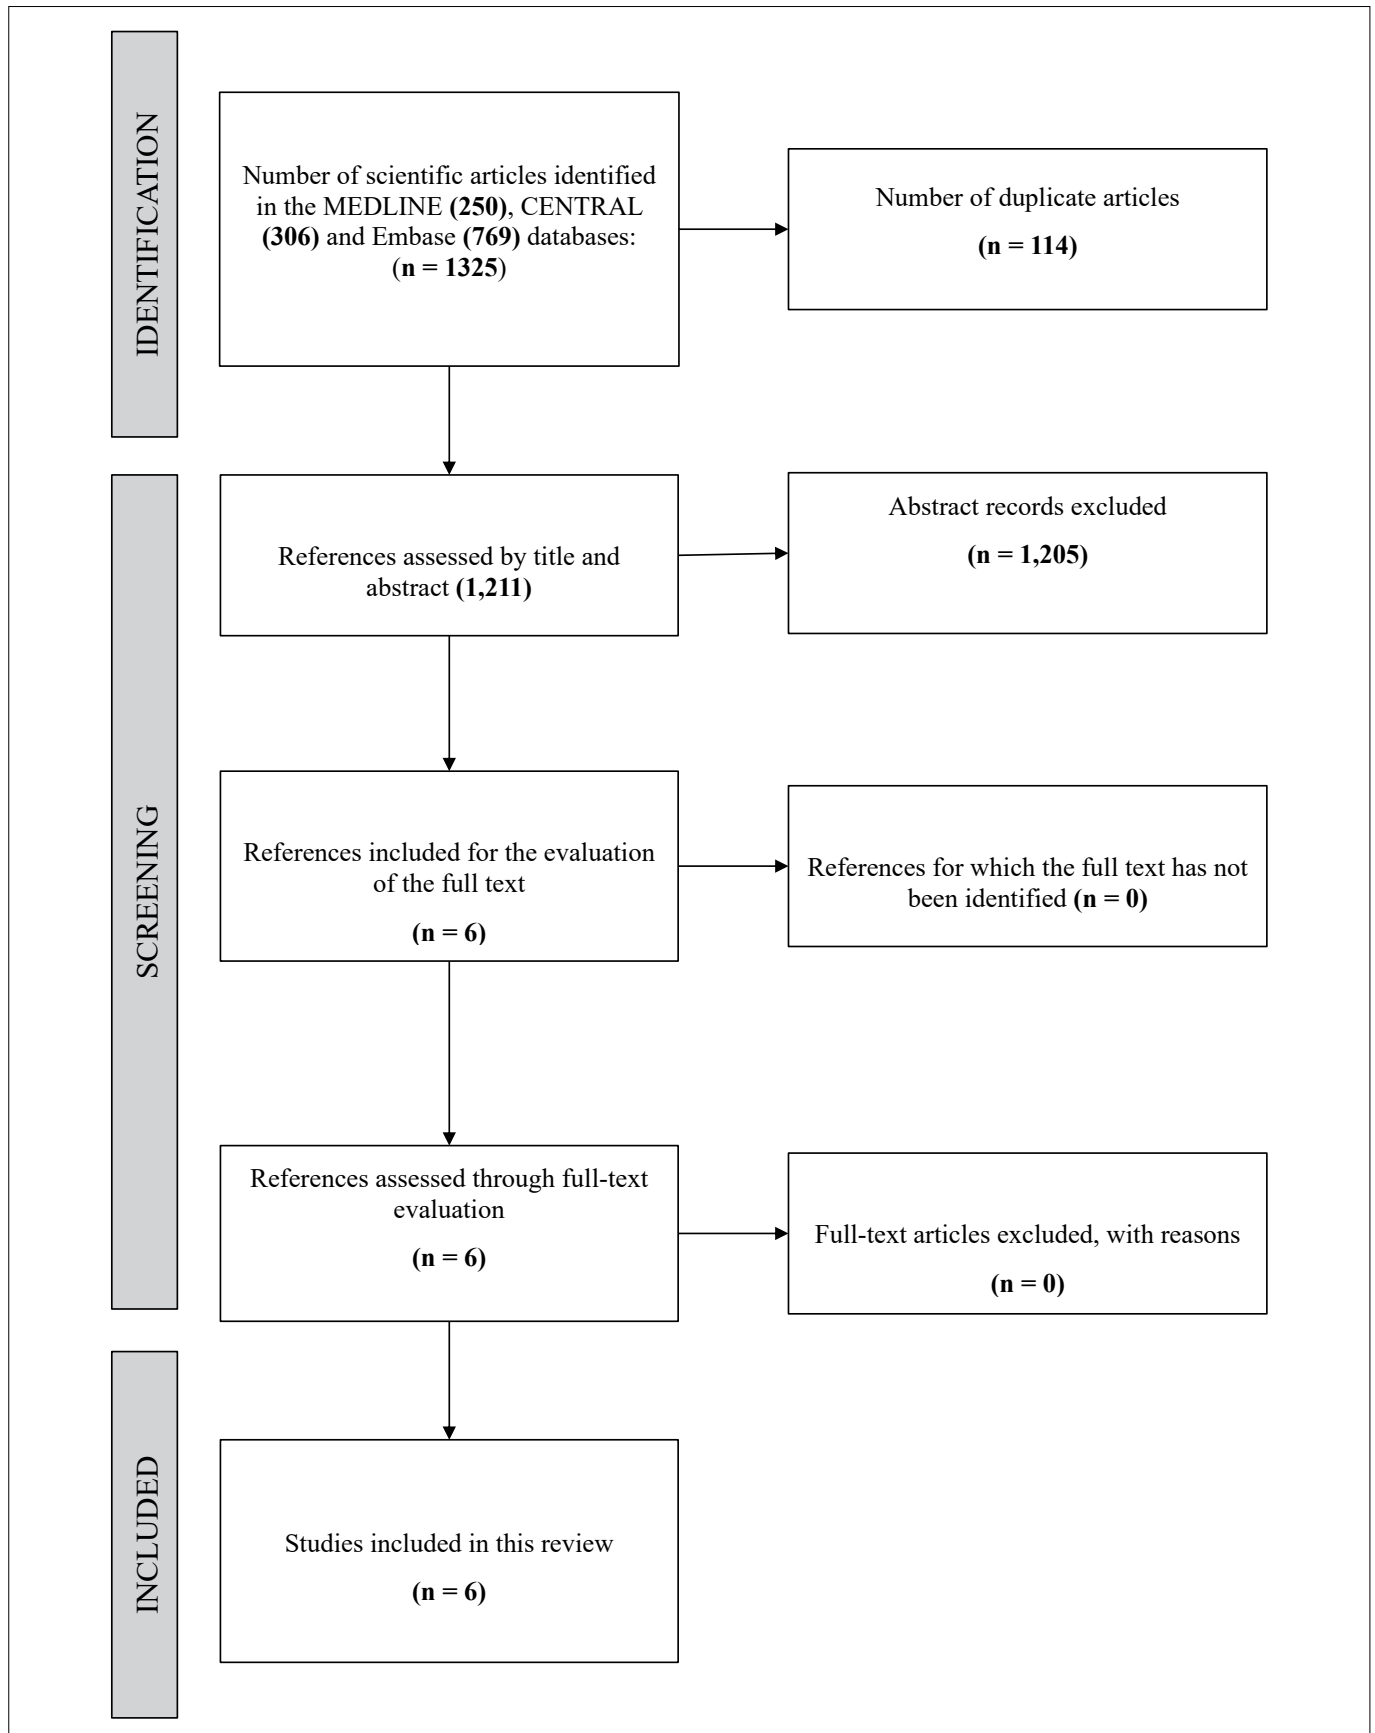 IDENTIFICATION
Number of scientific articles identified
in the MEDLINE (250), CENTRAL
(306) and Embase (769) databases:
(n = 1325)
Number of duplicate articles
(n = 114)
SCREENING
References assessed by title and
abstract (1,211)
Abstract records excluded
(n = 1,205)
References included for the evaluation
of the full text
(n = 6)
References for which the full text has not
been identified (n = 0)
References assessed through full-text
evaluation
(n = 6)
Full-text articles excluded, with reasons
(n = 0)
INCLUDED
Studies included in this review
(n = 6)